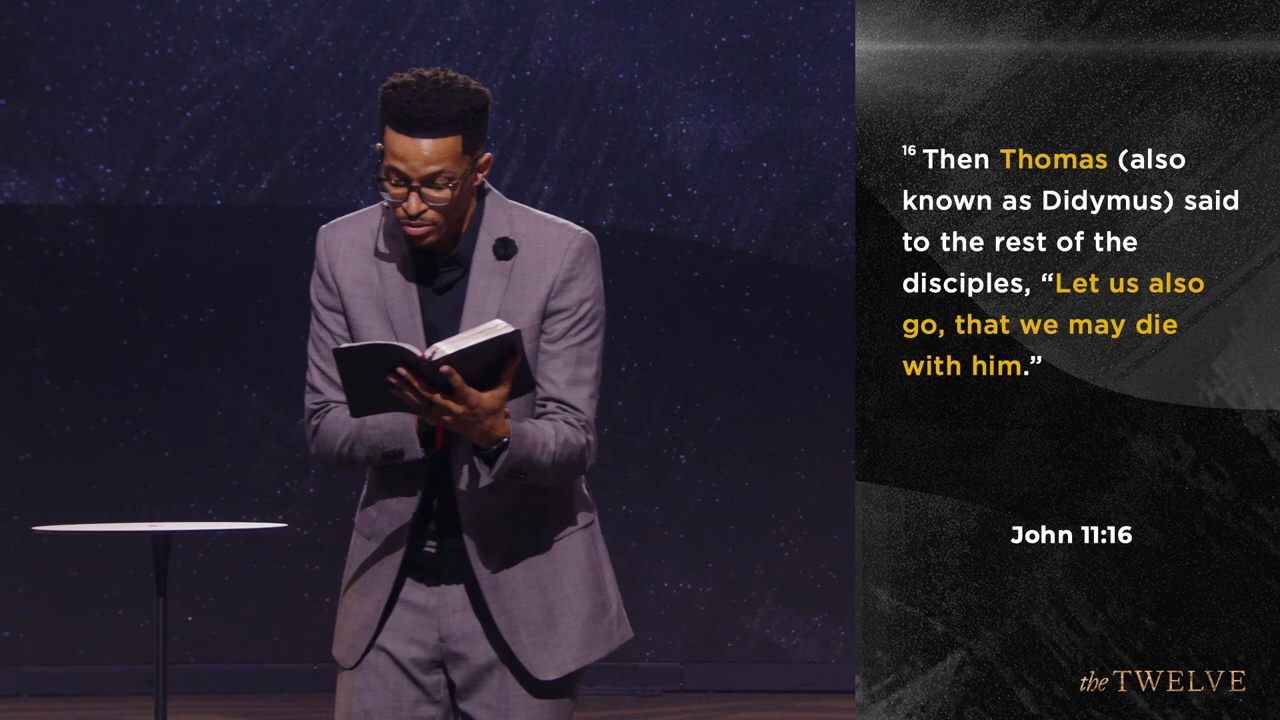 16 Then Thomas (also
known as Didymus) said
to the rest of the
disciples, “Let us also
go, that we may die
with him.”
John 11:16
the TWELVE